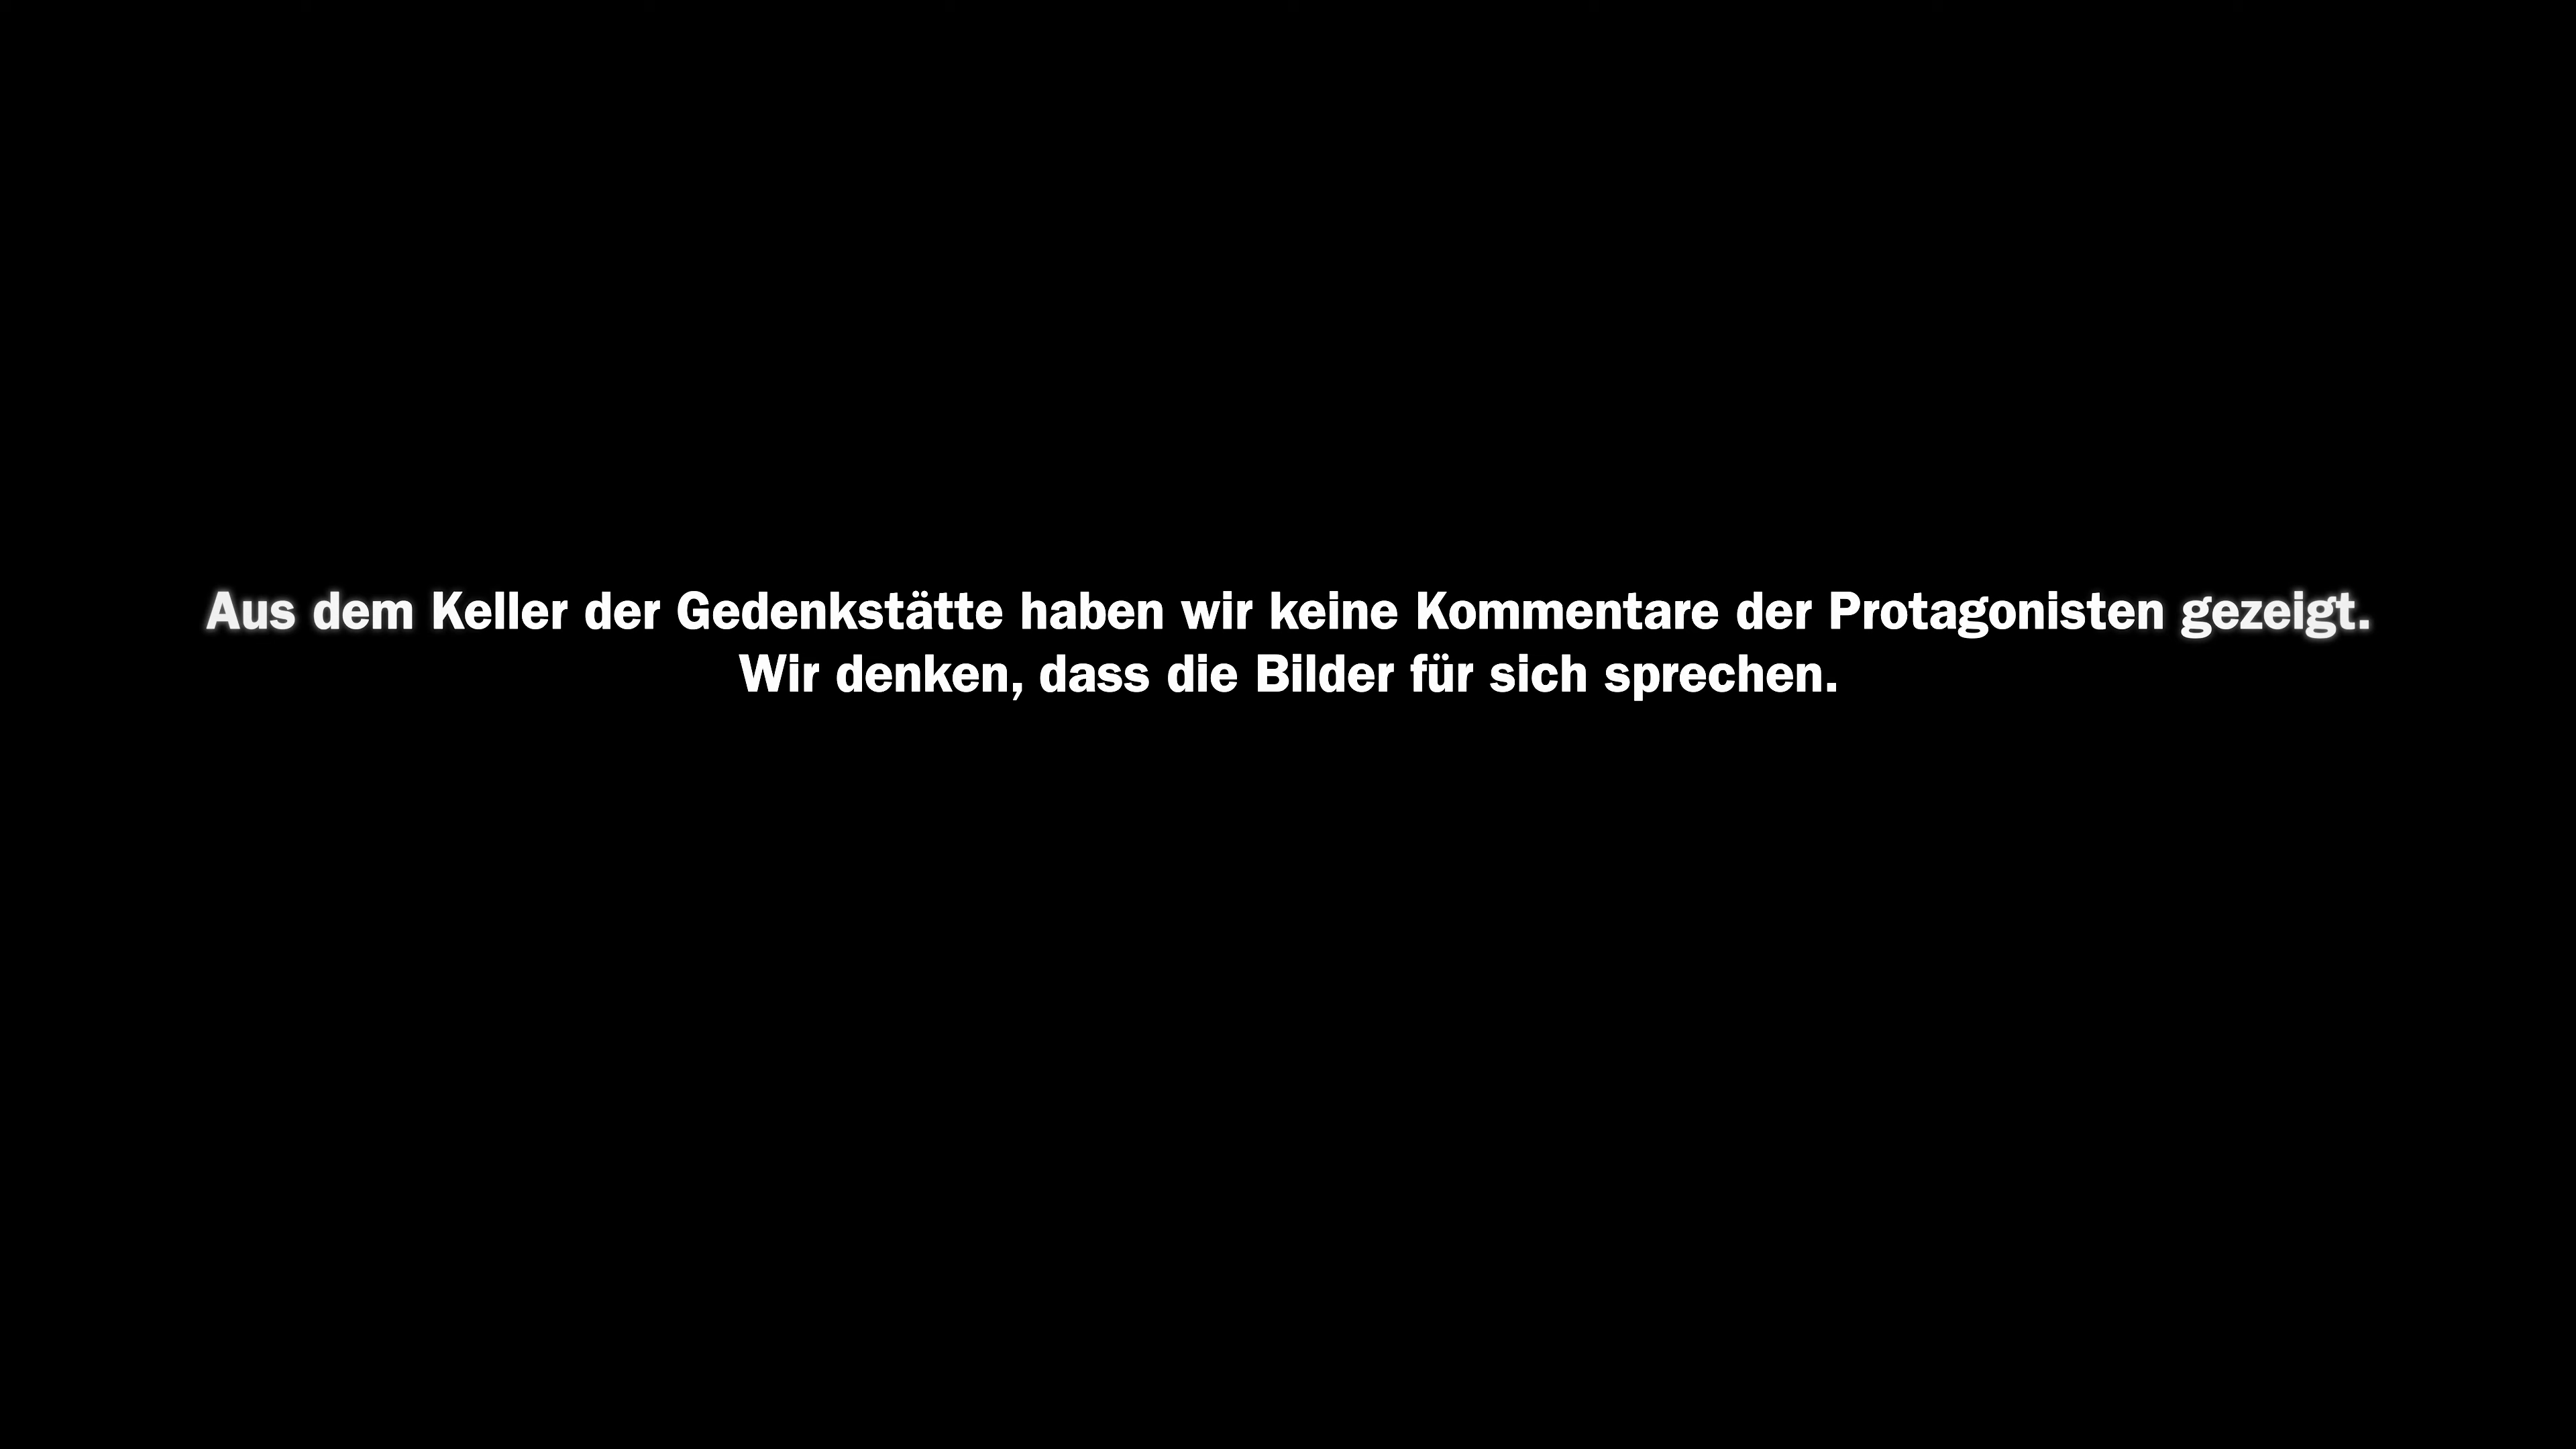 Aus dem Keller der Gedenkstätte haben wir keine Kommentare der Protagonisten gezeigt.
Wir denken, dass die Bilder für sich sprechen.